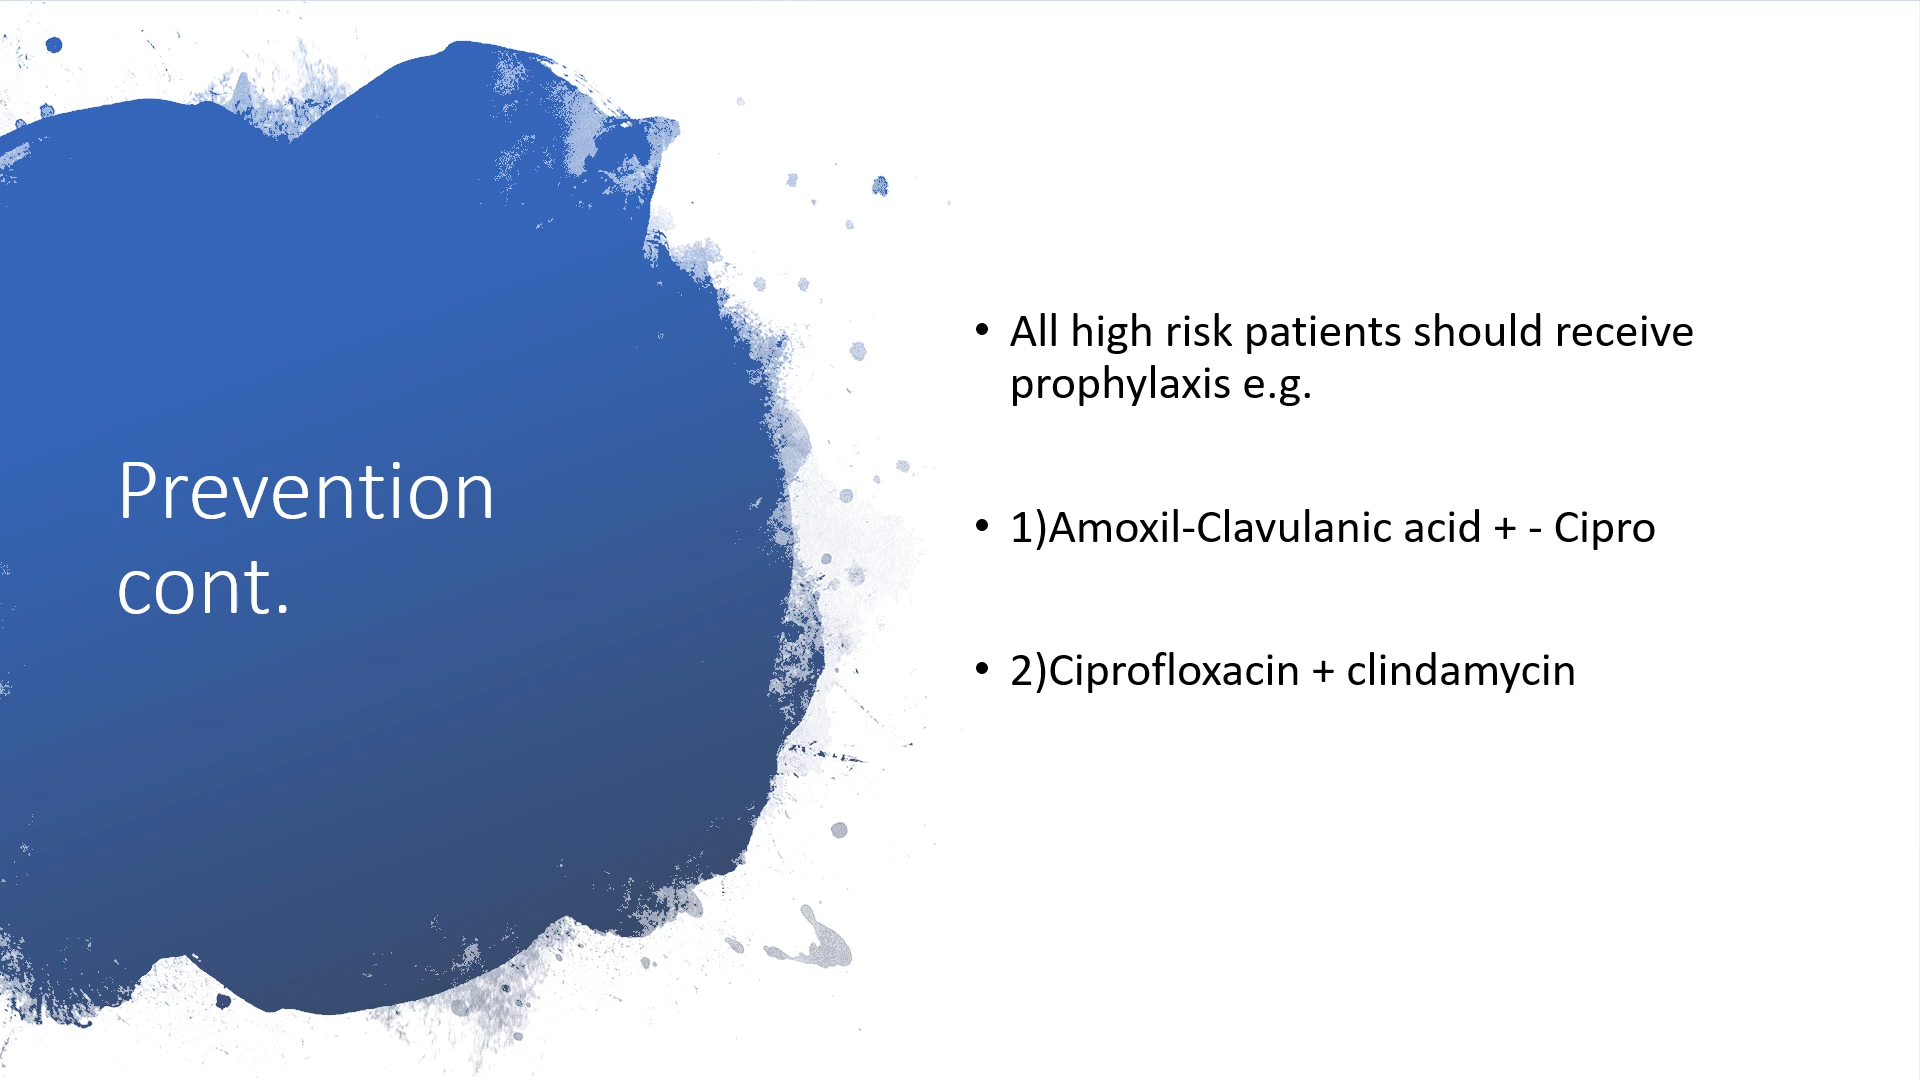 Prevention
cont.
• All high risk patients should receive
prophylaxis e.g.
• 1)Amoxil-Clavulanic acid + - Cipro
• 2)Ciprofloxacin + clindamycin